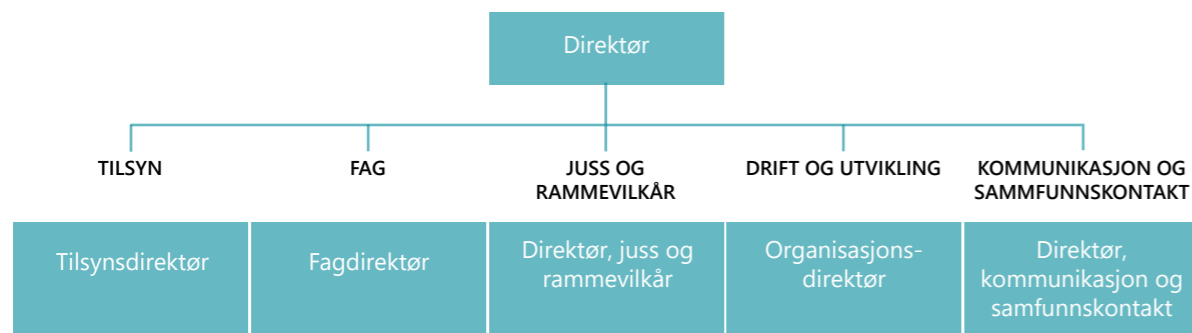 Direktør
TILSYN
FAG
JUSS OG
RAMMEVILKÅR
DRIFT OG UTVIKLING
KOMMUNIKASJON OG
SAMMFUNNSKONTAKT
Tilsynsdirektør
Fagdirektør
Direktør, juss og
rammevilkår
Organisasjons-
direktør
Direktør,
kommunikasjon og
samfunnskontakt